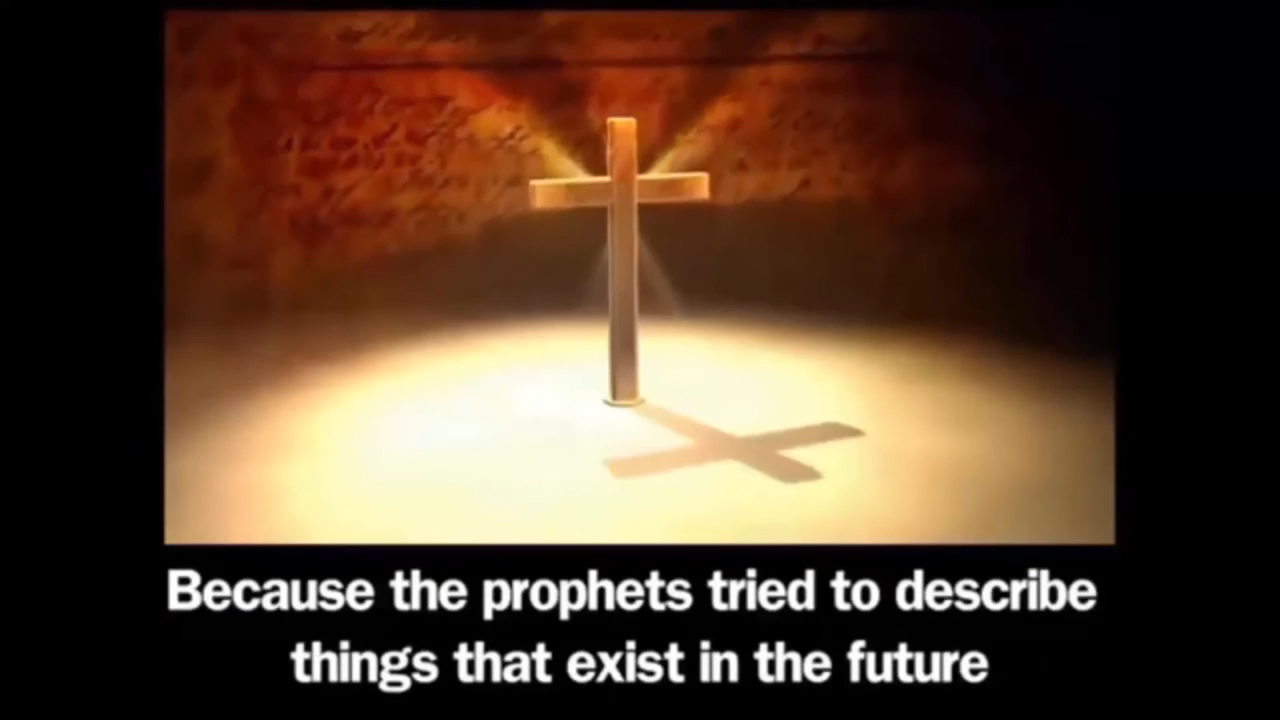 Because the prophets tried to describe
things that exist in the future